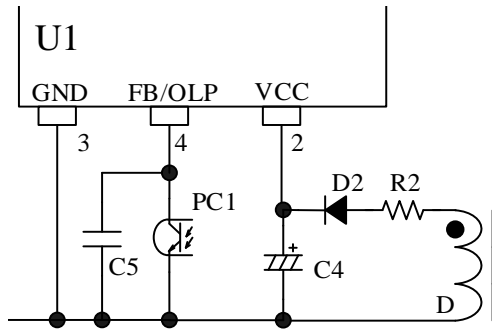 U1
GND FB/OLP VCC
3 4 2
D2 R2
PC1
+
C5 C4
D